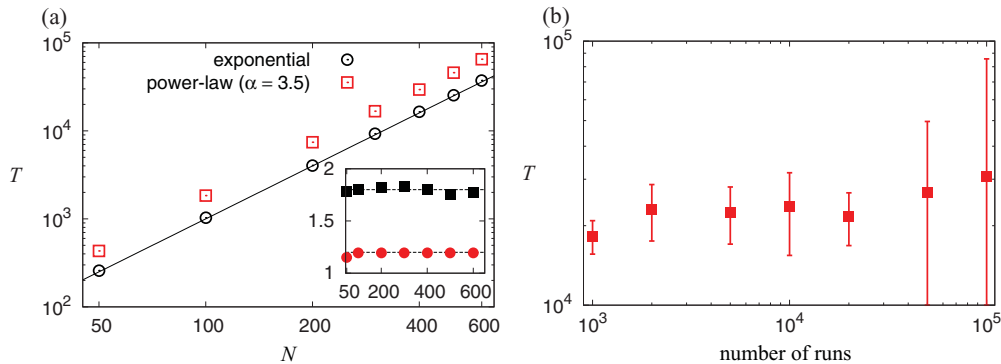 (a)
10^5
10^4
10^3
10^2
T
exponential
power-law (α = 3.5)
2
1.5
1
50 200 400 600
50 100 200 400 600
N
(b)
10^5
10^4
T
10^3 10^4 10^5
number of runs